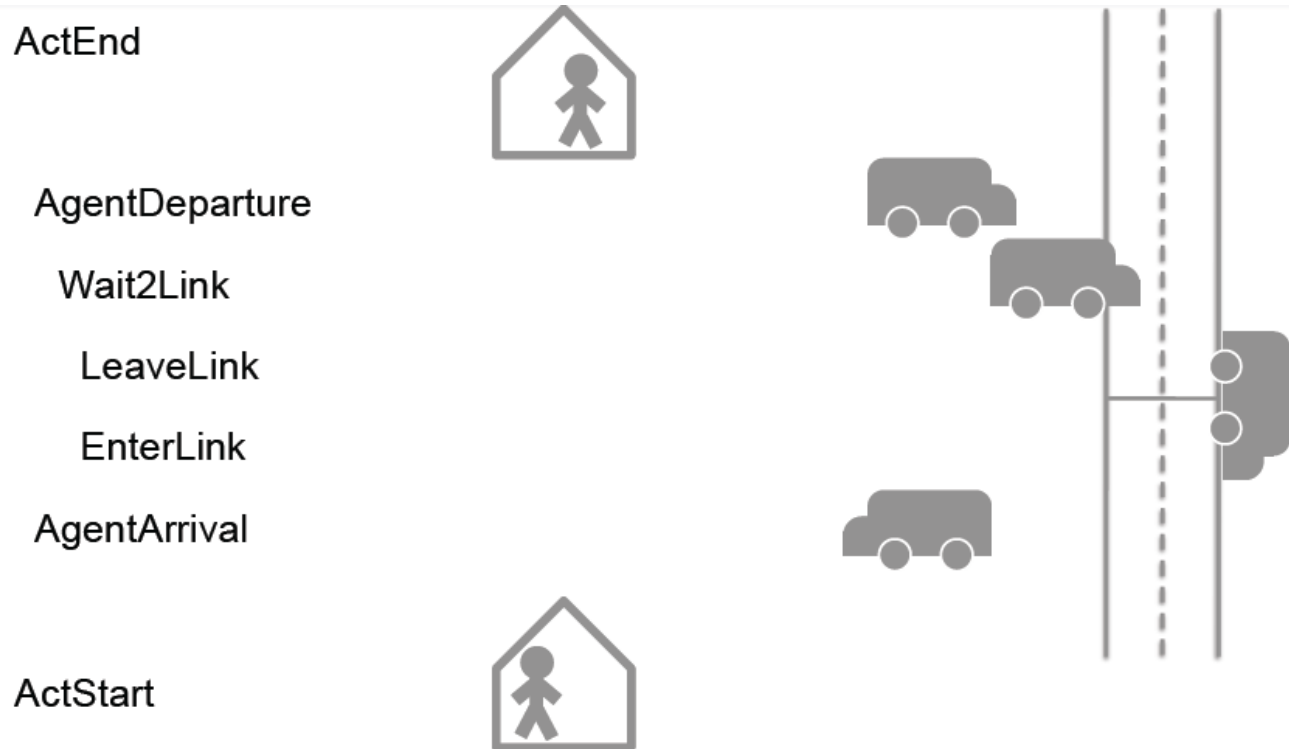 ActEnd
AgentDeparture
Wait2Link
LeaveLink
EnterLink
AgentArrival
ActStart